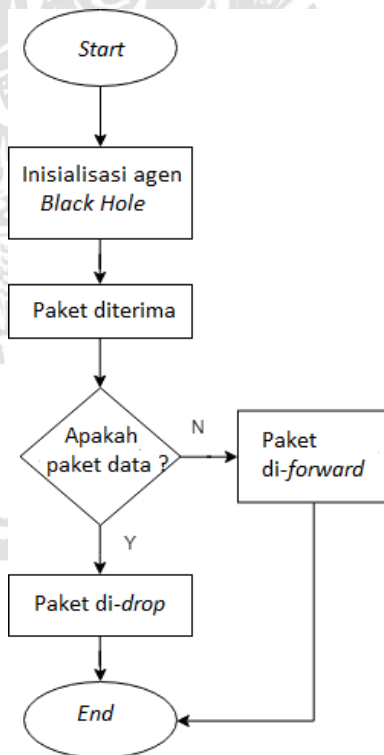 Start
Inisialisasi agen
Black Hole
Paket diterima
Apakah
paket data ?
N
Paket
di-forward
Y
Paket di-drop
End